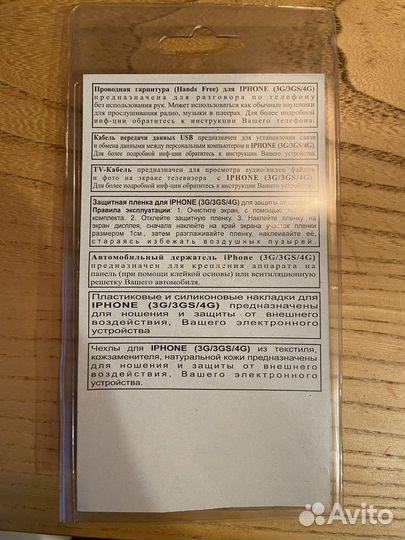 Проводная гарнитура (Hands Free) для IPHONE (3G/3GS/4G)
предназначена для разговора по телефону
без использования рук. Может использоваться как обычные наушники
для прослушивания радио, музыки в плеерах. Для более подробной
инф-ции обратитесь к инструкции Вашего телефона.
Кабель передачи данных USB предназначен для установления связи
и обмена данными между персональным компьютером и IPHONE (3G/3GS/4G)
Для более подробной инф-ции обратитесь к инструкции Вашего устройства.
TV-Кабель предназначен для просмотра аудио/видео файлов
и фото на экране телевизора с IPHONE (3G/3GS/4G)
Для более подробной инф-ции обратитесь к инструкции Вашего устройства.
Защитная пленка для IPHONE (3G/3GS/4G) для защиты от
Правила эксплуатации: 1. Очистите экран, с помощью
комплекта. 2. Отклейте защитную пленку. 3. Наклейте пленку на
экран дисплея, сначала наклейте на край экрана участок пленки
размером 1см., затем разглаживайте пленку, наклеивайте её,
стараясь избежать воздушных пузырей.
Автомобильный держатель iPhone (3G/3GS/4G)
предназначен для крепления аппарата на
панель (при помощи клейкой основы) или вентиляционную
решетку Вашего автомобиля.
Пластиковые и силиконовые накладки для
IPHONE (3G/3GS/4G) предназначены
для ношения и защиты от внешнего
воздействия, Вашего электронного
устройства
Чехлы для IPHONE (3G/3GS/4G) из текстиля,
кожзаменителя, натуральной кожи предназначены
для ношения и защиты от внешнего
воздействия, Вашего электронного
устройства.
Avito